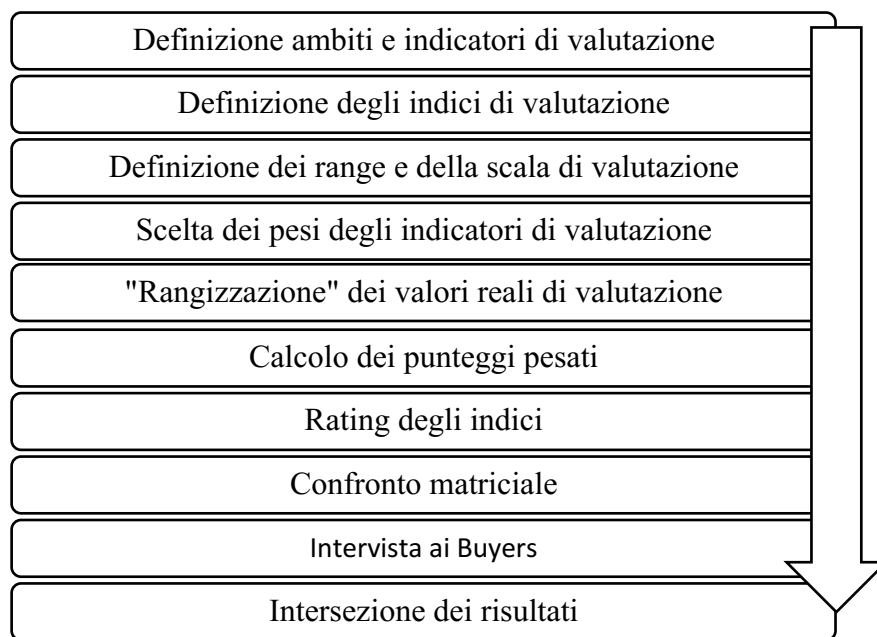 Definizione ambiti e indicatori di valutazione
Definizione degli indici di valutazione
Definizione dei range e della scala di valutazione
Scelta dei pesi degli indicatori di valutazione
"Rangizzazione" dei valori reali di valutazione
Calcolo dei punteggi pesati
Rating degli indici
Confronto matriciale
Intervista ai Buyers
Intersezione dei risultati